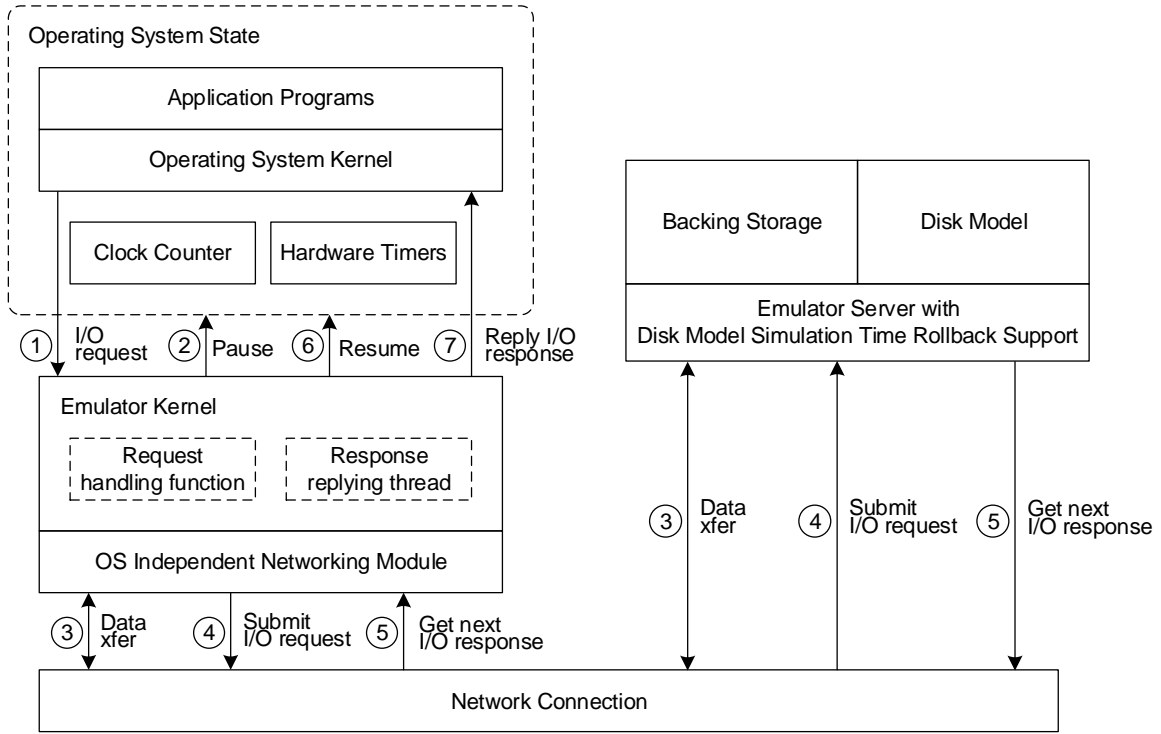 Operating System State
Application Programs
Operating System Kernel
Clock Counter
Hardware Timers
1
I/O
request
2
Pause
6
Resume
7
Reply I/O
response
Emulator Kernel
Request
handling function
Response
replying thread
OS Independent Networking Module
3
Data
xfer
4
Submit
I/O request
5
Get next
I/O response
Backing Storage
Disk Model
Emulator Server with
Disk Model Simulation Time Rollback Support
3
Data
xfer
4
Submit
I/O request
5
Get next
I/O response
Network Connection